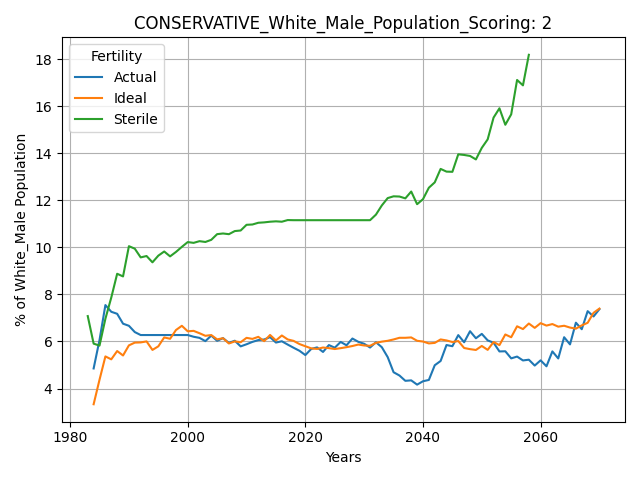 CONSERVATIVE_White_Male_Population_Scoring: 2
Fertility
Actual
Ideal
Sterile
% of White_Male Population
18
16
14
12
10
8
6
4
1980
2000
2020
2040
2060
Years